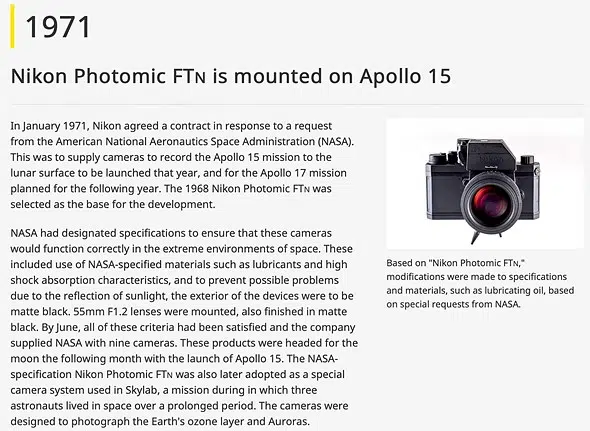 1971
Nikon Photomic FTN is mounted on Apollo 15
In January 1971, Nikon agreed a contract in response to a request
from the American National Aeronautics Space Administration (NASA).
This was to supply cameras to record the Apollo 15 mission to the
lunar surface to be launched that year, and for the Apollo 17 mission
planned for the following year. The 1968 Nikon Photomic FTN was
selected as the base for the development.
NASA had designated specifications to ensure that these cameras
would function correctly in the extreme environments of space. These
included use of NASA-specified materials such as lubricants and high
shock absorption characteristics, and to prevent possible problems
due to the reflection of sunlight, the exterior of the devices were to be
matte black. 55mm F1.2 lenses were mounted, also finished in matte
black. By June, all of these criteria had been satisfied and the company
supplied NASA with nine cameras. These products were headed for the
moon the following month with the launch of Apollo 15. The NASA-
specification Nikon Photomic FTN was also later adopted as a special
camera system used in Skylab, a mission during in which three
astronauts lived in space over a prolonged period. The cameras were
designed to photograph the Earth's ozone layer and Auroras.
Based on "Nikon Photomic FTN,"
modifications were made to specifications
and materials, such as lubricating oil, based
on special requests from NASA.